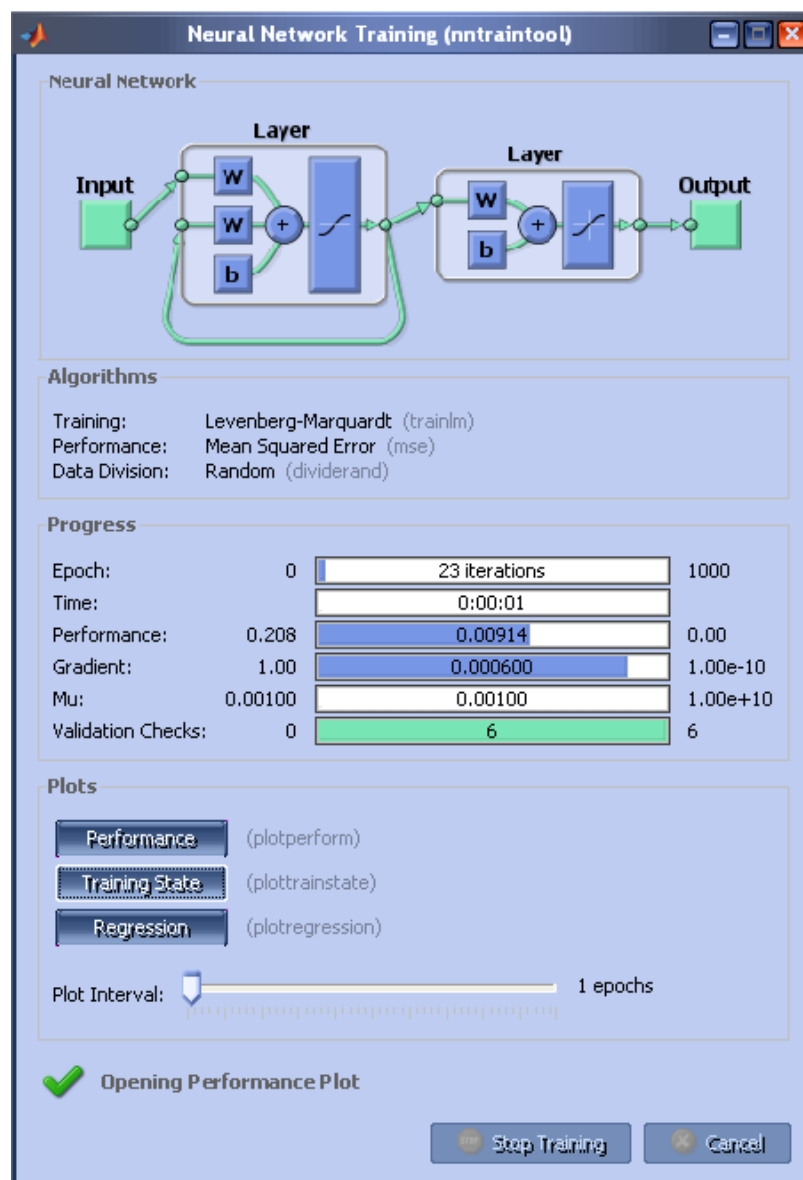 Neural Network Training (nntraintool)
Neural Network
Layer
Layer
Input
Output
W
W
b
+
W
b
+
Algorithms
Training: Levenberg-Marquardt (trainlm)
Performance: Mean Squared Error (mse)
Data Division: Random (dividerand)
Progress
Epoch: 0 23 iterations 1000
Time: 0:00:01
Performance: 0.208 0.00914 0.00
Gradient: 1.00 0.000600 1.00e-10
Mu: 0.00100 0.00100 1.00e+10
Validation Checks: 0 6 6
Plots
Performance (plotperform)
Training State (plottrainstate)
Regression (plotregression)
Plot Interval: 1 epochs
Opening Performance Plot
STOP Stop Training Cancel